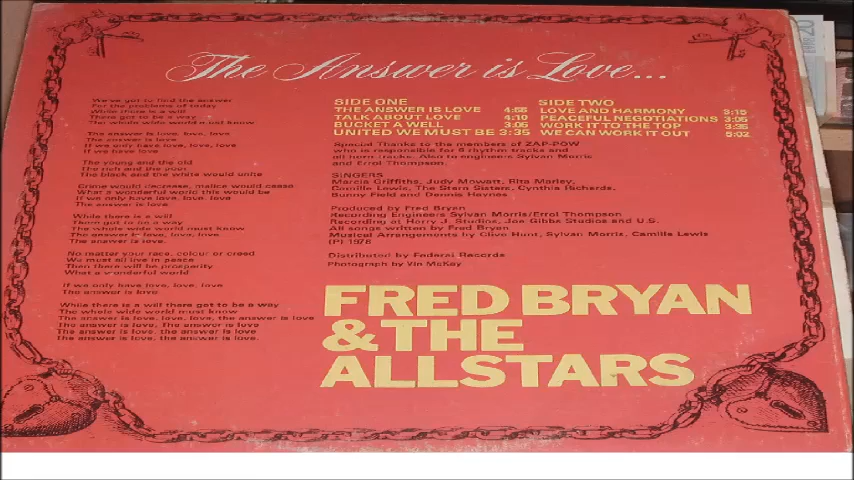 The Answer is Love...
We've got to find the answer
For the problems of today
While there is a will
There got to be a way
The whole wide world must know
The answer is love, love, love
The answer is love
If we only have love, love, love
If we have love
The young and the old
The rich and the poor
The black and the white would unite
Crime would decrease, malice would cease
What a wonderful world this would be
If we only have love, love, love
The answer is love
While there is a will
There got to be a way
The whole wide world must know
The answer is love, love, love
The answer is love.
No matter your race, colour or creed
We must all live in peace
Then there will be prosperity
What a wonderful world
If we only have love, love, love
The answer is love
While there is a will there got to be a way
The whole wide world must know
The answer is love, love, love, the answer is love
The answer is love, The answer is love
The answer is love, the answer is love
The answer is love, the answer is love.
SIDE ONE
THE ANSWER IS LOVE 4:56
TALK ABOUT LOVE 4:10
BUCKET A WELL 3:05
UNITED WE MUST BE 3:35
SIDE TWO
LOVE AND HARMONY 3:15
PEACEFUL NEGOTIATIONS 3:05
WORK IT TO THE TOP 3:35
WE CAN WORK IT OUT 5:02
Special Thanks to the members of ZAP-POW
who is responsible for 6 rhythm tracks and
all horn tracks. Also to engineers Sylvan Morris
and Errol Thompson.
SINGERS
Marcia Griffiths, Judy Mowatt, Rita Marley,
Camille Lewis, The Stern Sisters, Cynthia Richards,
Bunny Field and Dennis Haynes
Produced by Fred Bryan
Recording Engineers Sylvan Morris/Errol Thompson
Recording at Harry J. Studios, Joe Gibbs Studios and U.S.
All songs written by Fred Bryan
Musical Arrangements by Clive Hunt, Sylvan Morris, Camille Lewis
(P) 1978
Distributed by Federal Records
Photograph by Vin McKay
FRED BRYAN
& THE
ALLSTARS